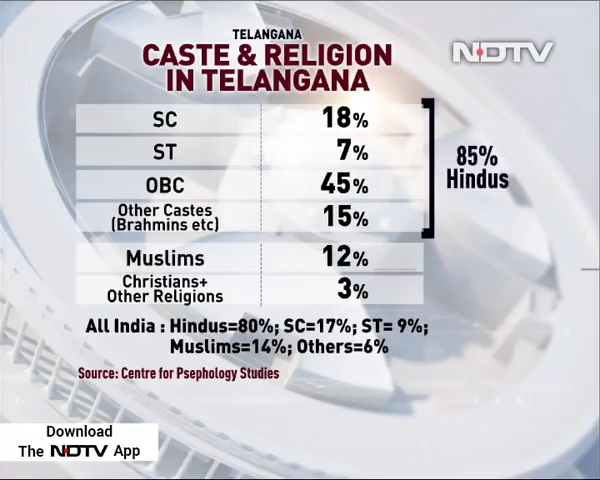 TELANGANA
CASTE & RELIGION
IN TELANGANA
NDTV
SC 18%
ST 7%
OBC 45%
Other Castes
(Brahmins etc) 15%
85%
Hindus
Muslims 12%
Christians+
Other Religions 3%
All India : Hindus=80%; SC=17%; ST= 9%;
Muslims=14%; Others=6%
Source: Centre for Psephology Studies
Download
The NDTV App